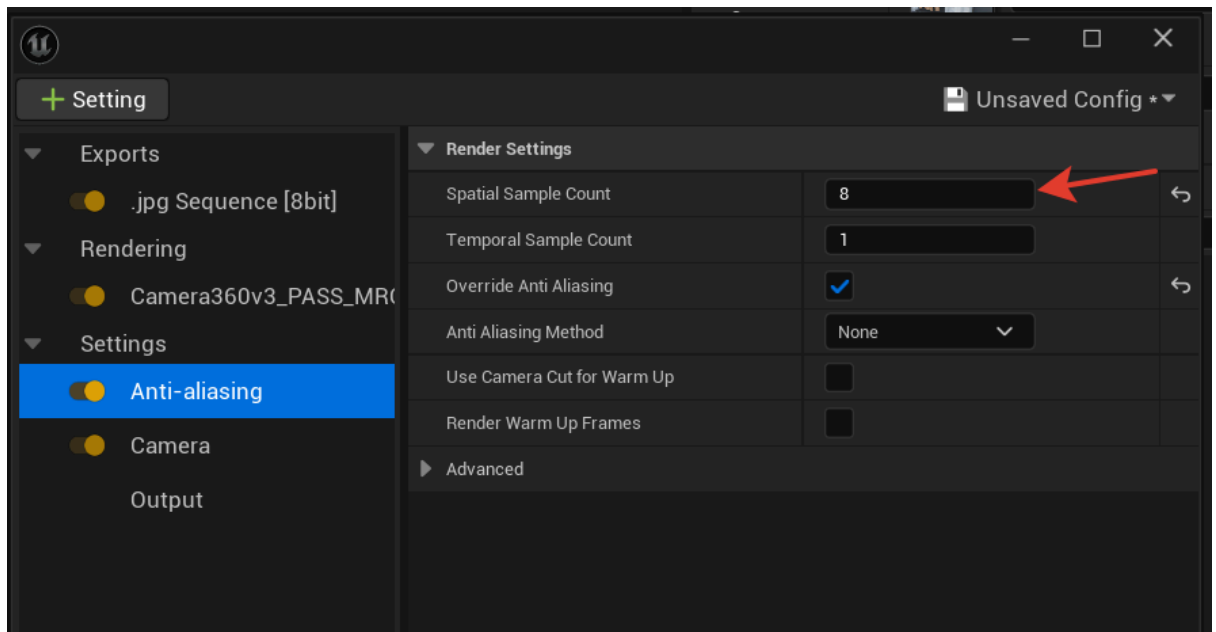 Setting
Unsaved Config *
Exports
.jpg Sequence [8bit]
Rendering
Camera360v3_PASS_MR
Settings
Anti-aliasing
Camera
Output
Render Settings
Spatial Sample Count 8
Temporal Sample Count 1
Override Anti Aliasing
Anti Aliasing Method None
Use Camera Cut for Warm Up
Render Warm Up Frames
Advanced